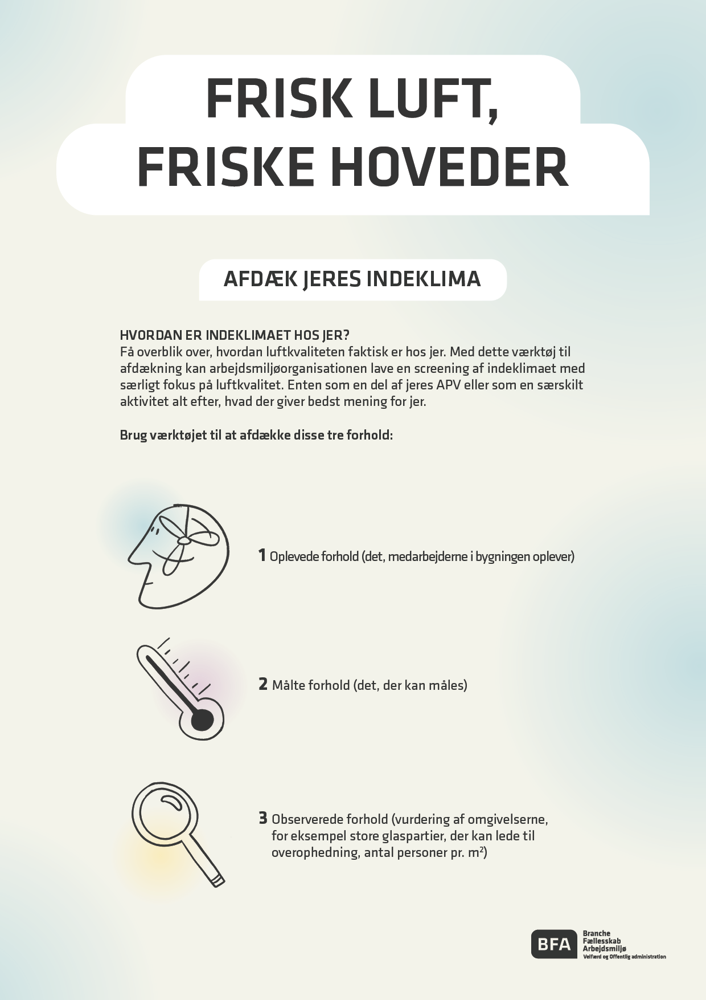 FRISK LUFT,
FRISKE HOVEDER
AFDÆK JERES INDEKLIMA
HVORDAN ER INDEKLIMAET HOS JER?
Få overblik over, hvordan luftkvaliteten faktisk er hos jer. Med dette værktøj til
afdækning kan arbejdsmiljøorganisationen lave en screening af indeklimaet med
særligt fokus på luftkvalitet. Enten som en del af jeres APV eller som en særskilt
aktivitet alt efter, hvad der giver bedst mening for jer.
Brug værktøjet til at afdække disse tre forhold:
1 Oplevede forhold (det, medarbejderne i bygningen oplever)
2 Målte forhold (det, der kan måles)
3 Observerede forhold (vurdering af omgivelserne,
for eksempel store glaspartier, der kan lede til
overophedning, antal personer pr. m²)
BFA
Branche
Fællesskab
Arbejdsmiljø
Velfærd og Offentlig administration